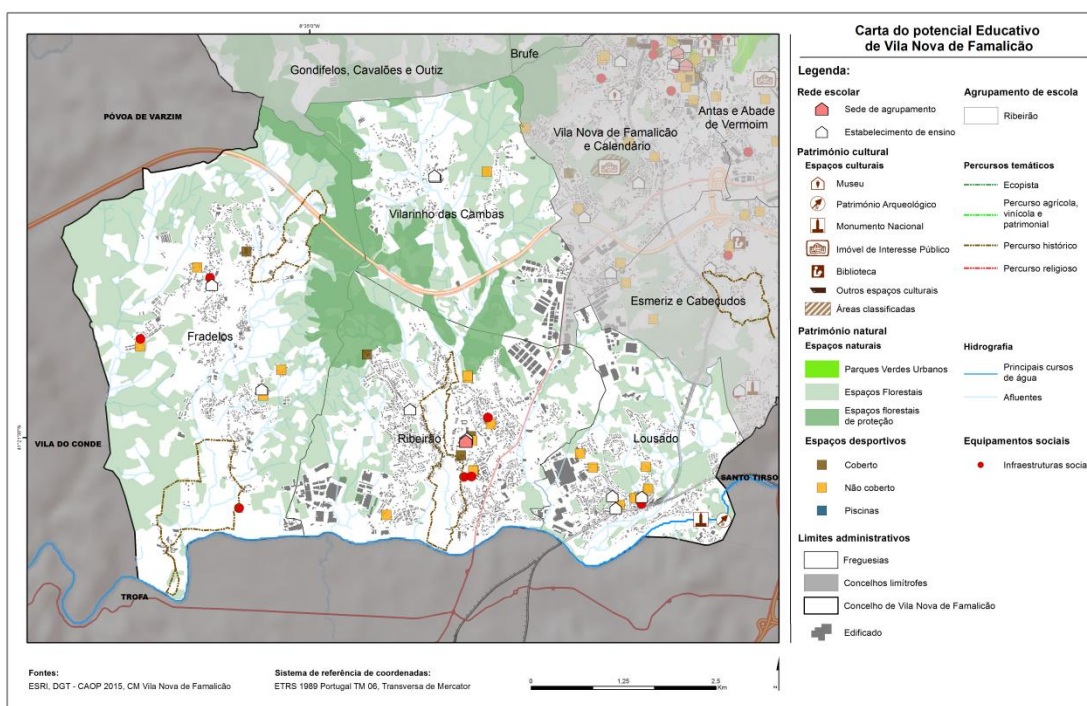 8°35'0"W
Gondifelos, Cavalões e Outiz
Brufe
PÓVOA DE VARZIM
Vila Nova de Famalicão
e Calendário
Antas e Abade
de Vermoim
Vilarinho das Cambas
Esmeriz e Cabeçudos
Fradelos
VILA DO CONDE
Ribeirão
Lousado
SANTO TIRSO
TROFA
Carta do potencial Educativo
de Vila Nova de Famalicão
Legenda:
Rede escolar
Sede de agrupamento
Estabelecimento de ensino
Agrupamento de escola
Ribeirão
Património cultural
Espaços culturais
Museu
Património Arqueológico
Monumento Nacional
Imóvel de Interesse Público
Biblioteca
Outros espaços culturais
Áreas classificadas
Percursos temáticos
Ecopista
Percurso agrícola,
vinícola e
patrimonial
Percurso histórico
Percurso religioso
Património natural
Espaços naturais
Parques Verdes Urbanos
Espaços Florestais
Espaços florestais
de proteção
Hidrografia
Principais cursos
de água
Afluentes
Espaços desportivos
Coberto
Não coberto
Piscinas
Equipamentos sociais
Infraestruturas socia
Limites administrativos
Freguesias
Concelhos limítrofes
Concelho de Vila Nova de Famalicão
Edificado
Fontes:
ESRI, DGT - CAOP 2015, CM Vila Nova de Famalicão
Sistema de referência de coordenadas:
ETRS 1989 Portugal TM 06, Transversa de Mercator
0 1,25 2,5
Km